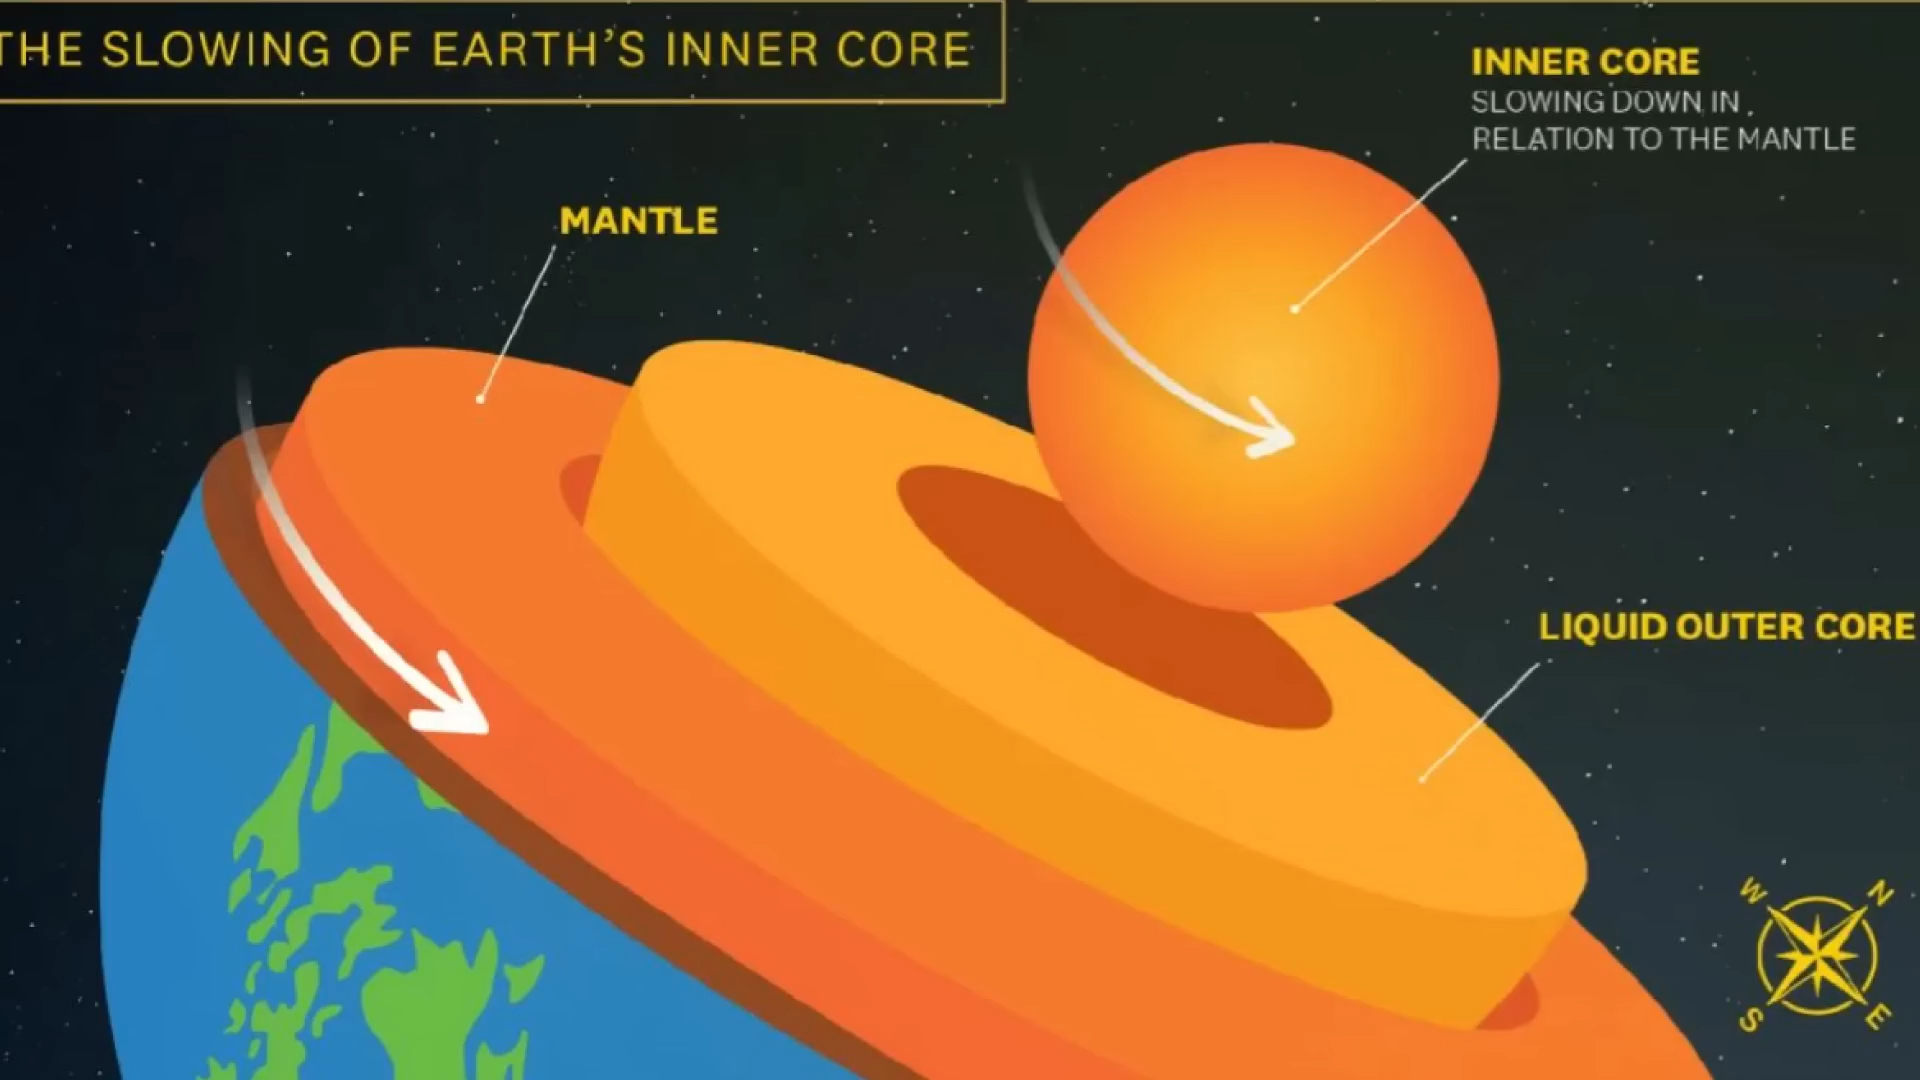 THE SLOWING OF EARTH'S INNER CORE
INNER CORE
SLOWING DOWN IN
RELATION TO THE MANTLE
MANTLE
LIQUID OUTER CORE
W N
S E